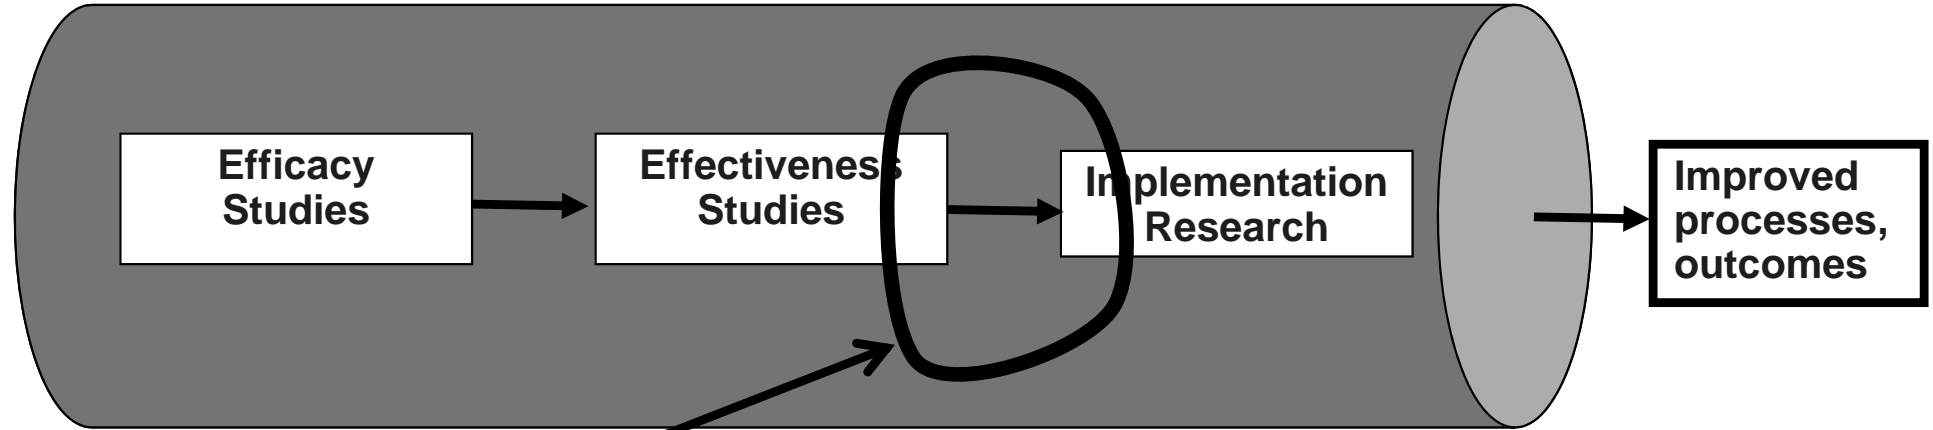 Efficacy
Studies
Effectiveness
Studies
Implementation
Research
Improved
processes,
outcomes